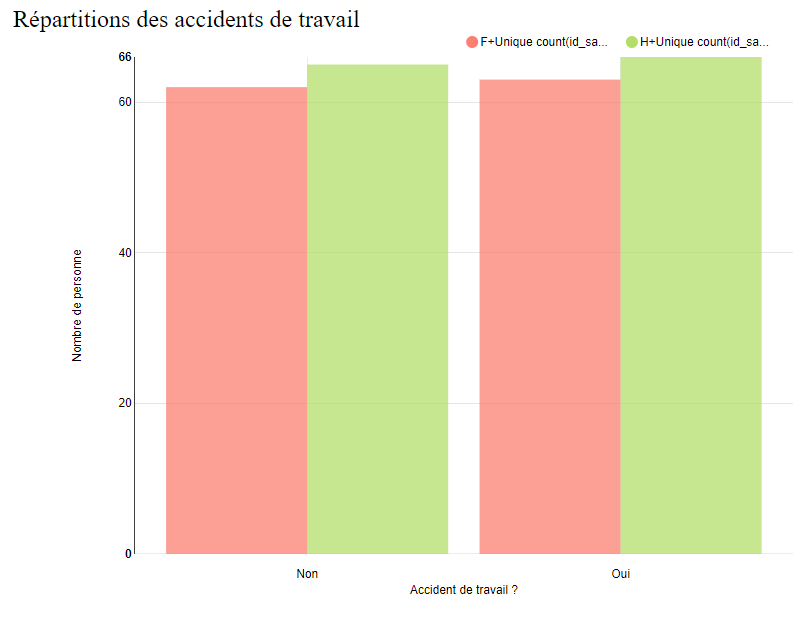 Répartitions des accidents de travail
F+Unique count(id_sa... H+Unique count(id_sa...
66
60
40
20
0
Nombre de personne
Non Oui
Accident de travail ?